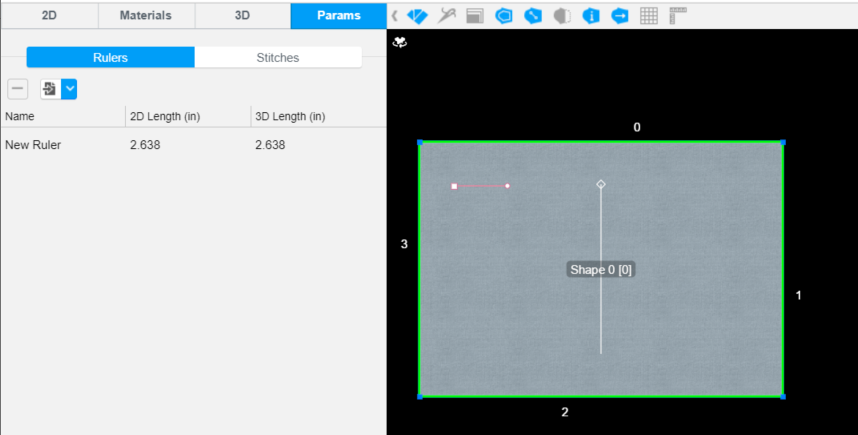 2D Materials 3D Params
Rulers Stitches
Name 2D Length (in) 3D Length (in)
New Ruler 2.638 2.638
0
3
Shape 0 [0]
1
2